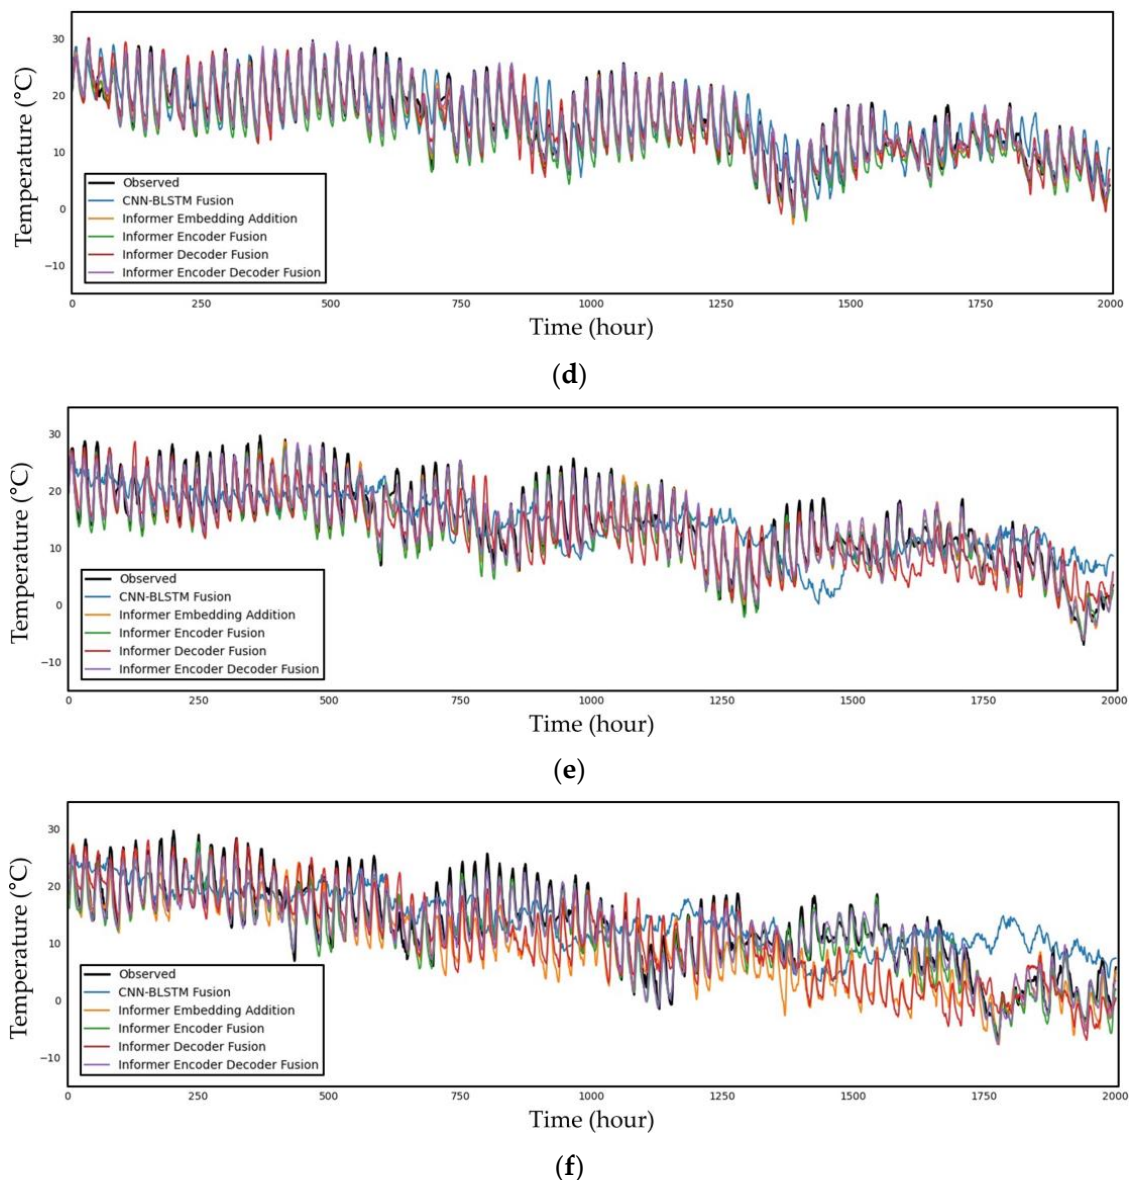 30
20
10
0
−10
Temperature (°C)
Observed
CNN-BLSTM Fusion
Informer Embedding Addition
Informer Encoder Fusion
Informer Decoder Fusion
Informer Encoder Decoder Fusion
0 250 500 750 1000 1250 1500 1750 2000
Time (hour)
(d)
30
20
10
0
−10
Temperature (°C)
Observed
CNN-BLSTM Fusion
Informer Embedding Addition
Informer Encoder Fusion
Informer Decoder Fusion
Informer Encoder Decoder Fusion
0 250 500 750 1000 1250 1500 1750 2000
Time (hour)
(e)
30
20
10
0
−10
Temperature (°C)
Observed
CNN-BLSTM Fusion
Informer Embedding Addition
Informer Encoder Fusion
Informer Decoder Fusion
Informer Encoder Decoder Fusion
0 250 500 750 1000 1250 1500 1750 2000
Time (hour)
(f)